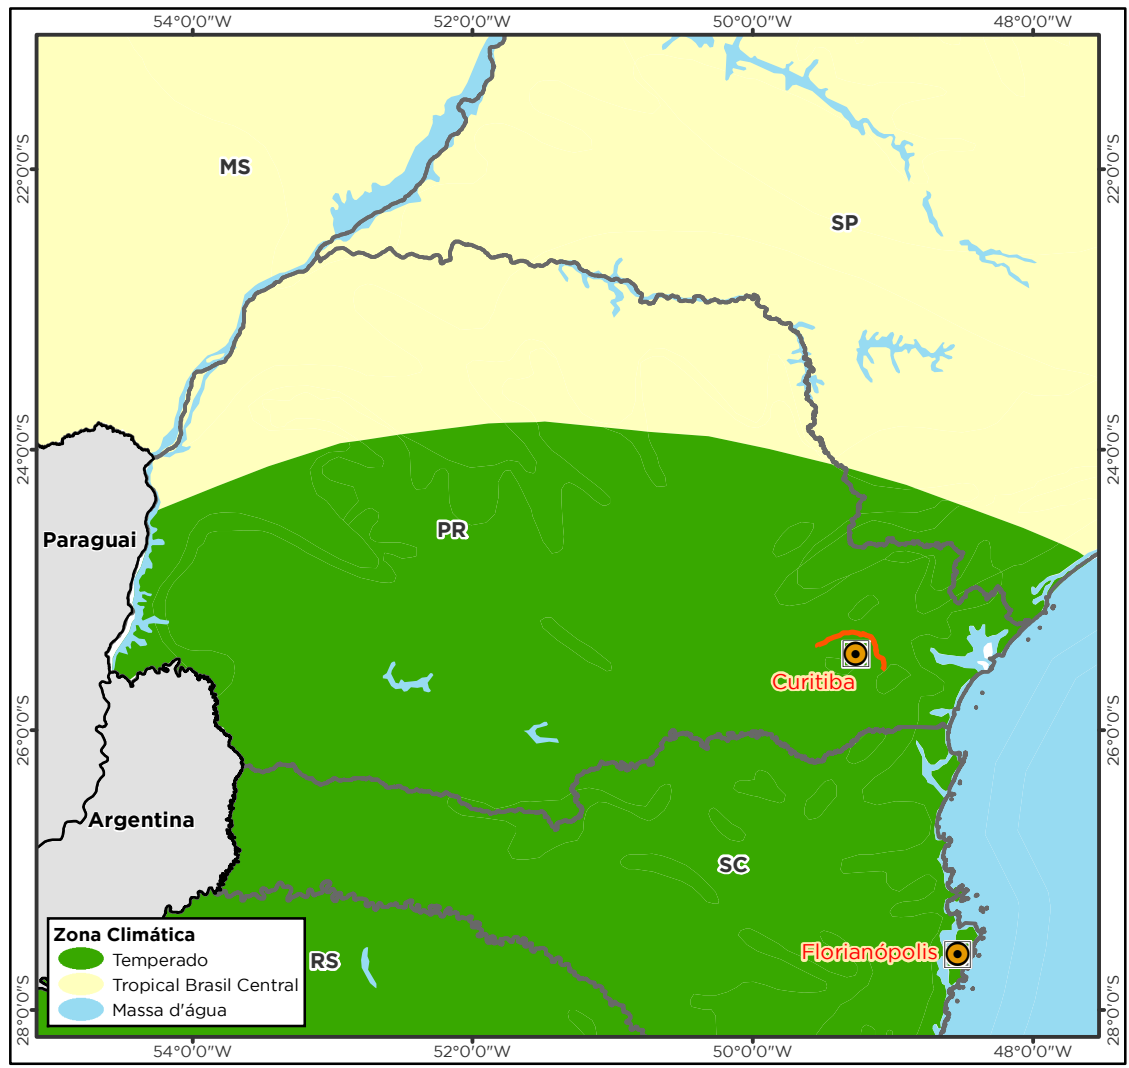 54°0'0"W 52°0'0"W 50°0'0"W 48°0'0"W
22°0'0"S
22°0'0"S
MS
SP
24°0'0"S
24°0'0"S
Paraguai
PR
Curitiba
26°0'0"S
26°0'0"S
Argentina
SC
Zona Climática
Temperado
Tropical Brasil Central
Massa d'água
RS
Florianópolis
28°0'0"S
28°0'0"S
54°0'0"W 52°0'0"W 50°0'0"W 48°0'0"W